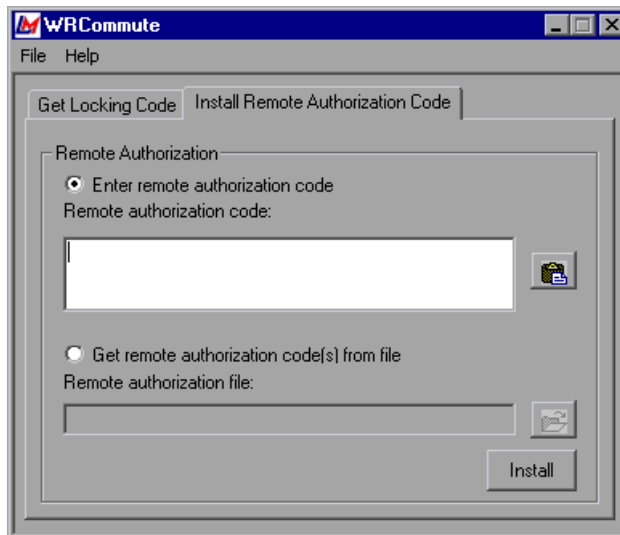 WRCommute
File Help
Get Locking Code Install Remote Authorization Code
Remote Authorization
Enter remote authorization code
Remote authorization code:
Get remote authorization code(s) from file
Remote authorization file:
Install